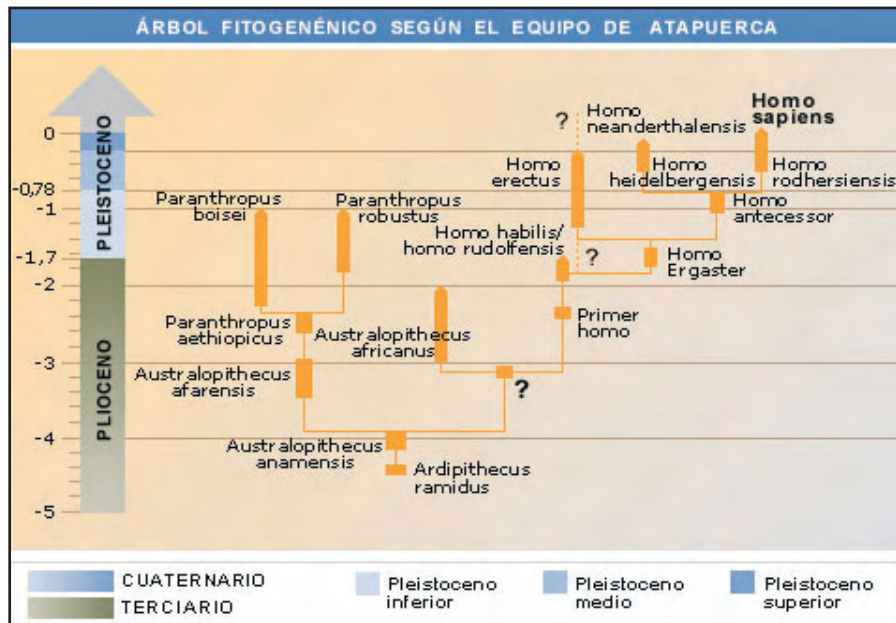 ÁRBOL FITOGENÉNICO SEGÚN EL EQUIPO DE ATAPUERCA
0
-0,78
-1
-1,7
-2
-3
-4
-5
PLEISTOCENO
PLIOCENO
?
Homo
neanderthalensis
Homo
sapiens
Homo
erectus
Homo
heidelbergensis
Homo
rodhersiensis
Paranthropus
boisei
Paranthropus
robustus
Homo
antecessor
Homo habilis/
homo rudolfensis
?
Homo
Ergaster
Paranthropus
aethiopicus
Australopithecus
africanus
Primer
homo
Australopithecus
afarensis
?
Australopithecus
anamensis
Ardipithecus
ramidus
CUATERNARIO
TERCIARIO
Pleistoceno
inferior
Pleistoceno
medio
Pleistoceno
superior